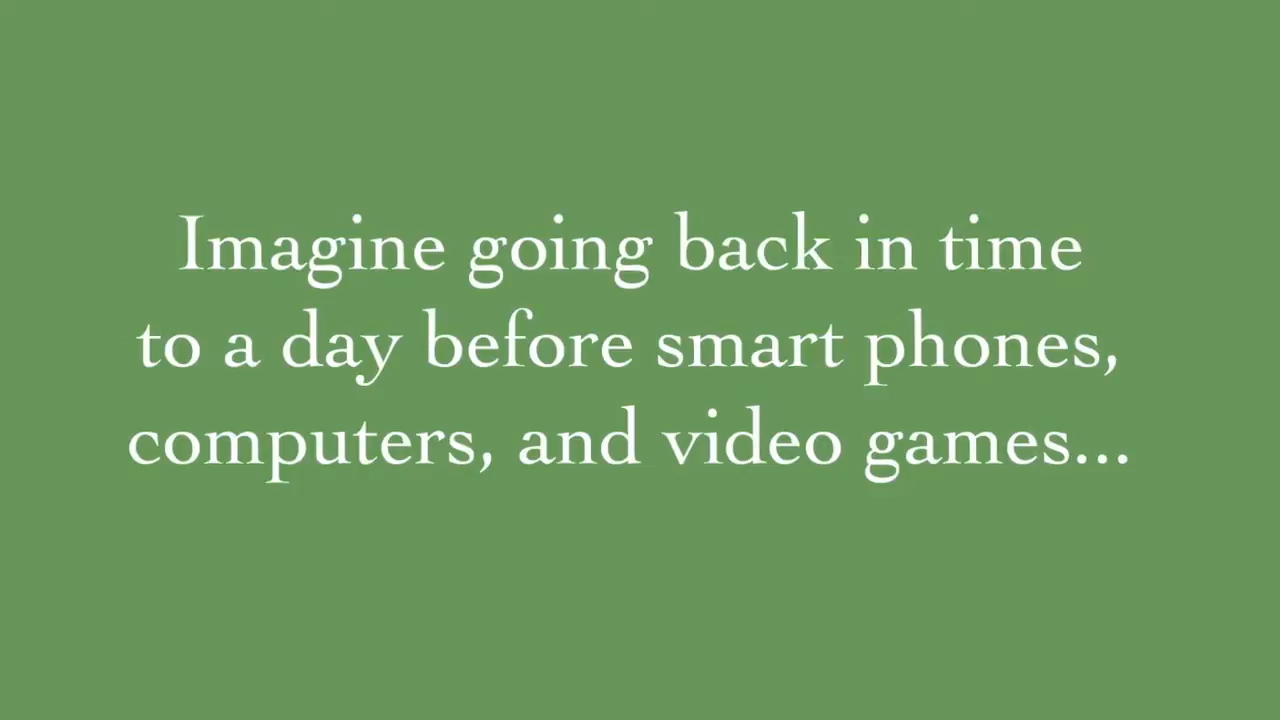 Imagine going back in time
to a day before smart phones,
computers, and video games...